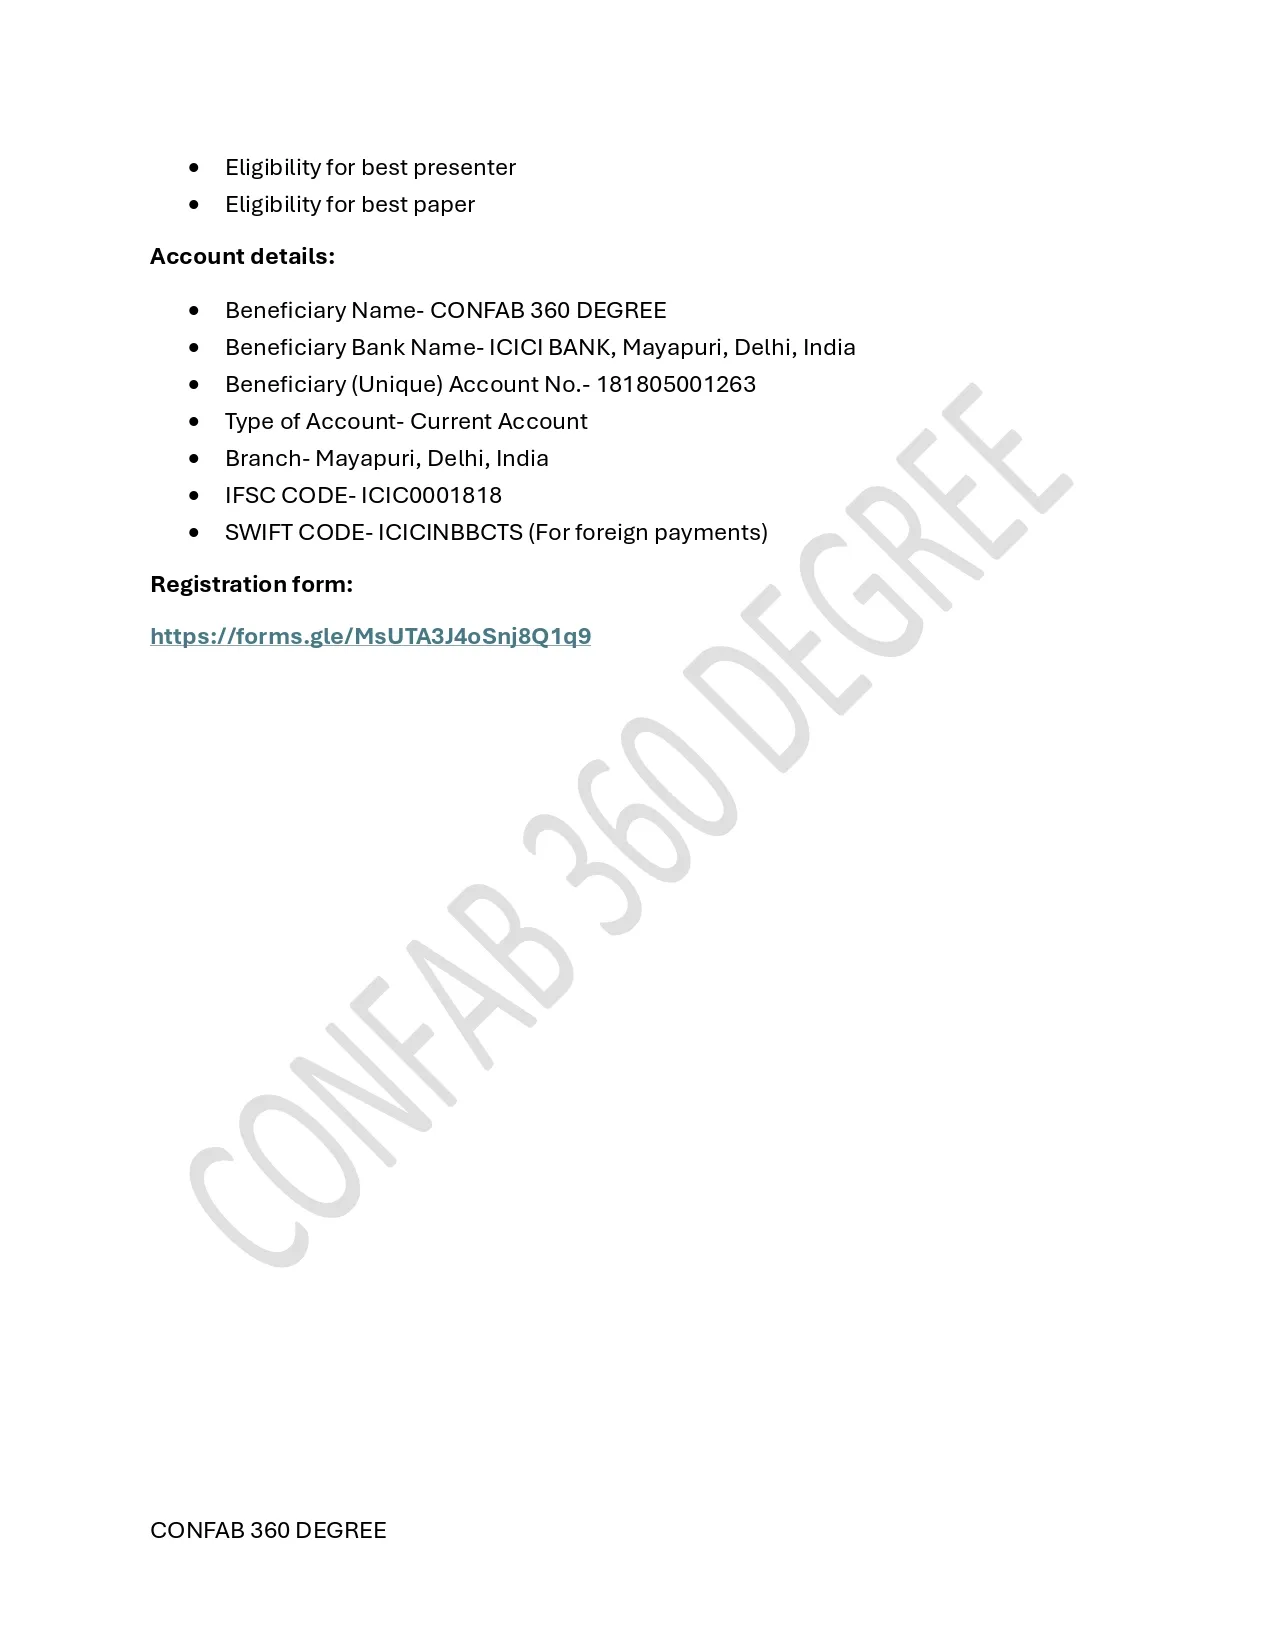 • Eligibility for best presenter
• Eligibility for best paper
Account details:
• Beneficiary Name- CONFAB 360 DEGREE
• Beneficiary Bank Name- ICICI BANK, Mayapuri, Delhi, India
• Beneficiary (Unique) Account No.- 181805001263
• Type of Account- Current Account
• Branch- Mayapuri, Delhi, India
• IFSC CODE- ICIC0001818
• SWIFT CODE- ICICINBBCTS (For foreign payments)
Registration form:
https://forms.gle/MsUTA3J4oSnj8Q1q9
CONFAB 360 DEGREE
CONFAB 360 DEGREE